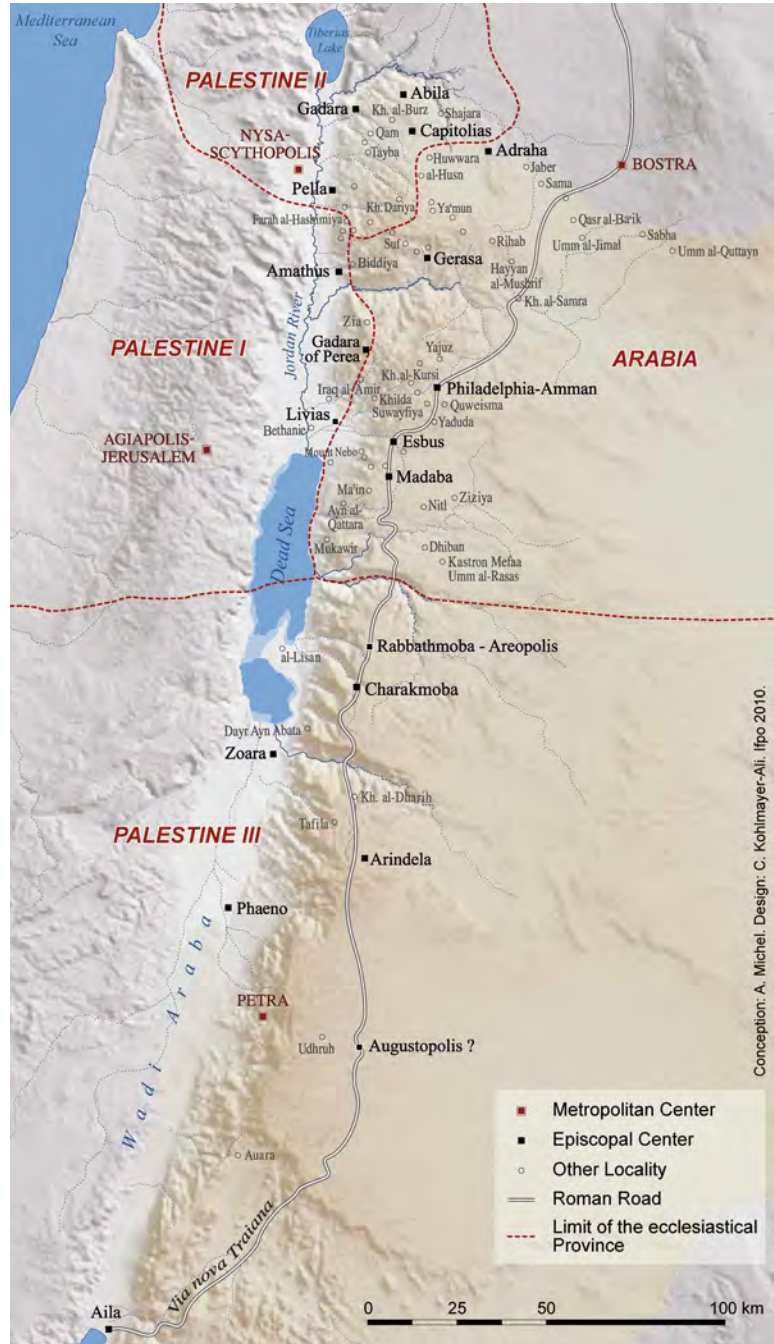 Mediterranean
Sea
Tiberias
Lake
PALESTINE II
Abila
Gadara
Kh. al-Burz
Shajara
Capitolias
NYSA-
SCYTHOPOLIS
Qam
Tayba
Huwwara
Adraha
Jaber
BOSTRA
al-Husn
Sama
Pella
Kh. Dariya
Ya'mun
Farah al-Hashimiya
Qasr al-Ba'ik
Suf
Rihab
Umm al-Jimal
Sabha
Umm al-Quttayn
Gerasa
Biddiya
Amathus
Hayyan
al-Mushrif
Kh. al-Samra
Jordan River
Zia
PALESTINE I
Gadara
of Perea
Yajuz
ARABIA
Kh. al-Kursi
Iraq al-Amir
Khilda
Philadelphia-Amman
Suwayfiya
Quweisma
Livias
Yaduda
Bethanie
AGIAPOLIS-
JERUSALEM
Esbus
Mount Nebo
Madaba
Ma'in
Ziziya
Ayn al-
Qattara
Nitl
Dead Sea
Mukawir
Dhiban
Kastron Mefaa
Umm al-Rasas
Rabbathmoba - Areopolis
al-Lisan
Charakmoba
Dayr Ayn Abata
Zoara
Kh. al-Dharih
Tafila
PALESTINE III
Arindela
Phaeno
Wadi Araba
PETRA
Udhruh
Augustopolis ?
Auara
Via nova Traiana
Aila
Conception: A. Michel. Design: C. Kohlmayer-Ali. Ifpo 2010.
Metropolitan Center
Episcopal Center
Other Locality
Roman Road
Limit of the ecclesiastical
Province
0 25 50 100 km